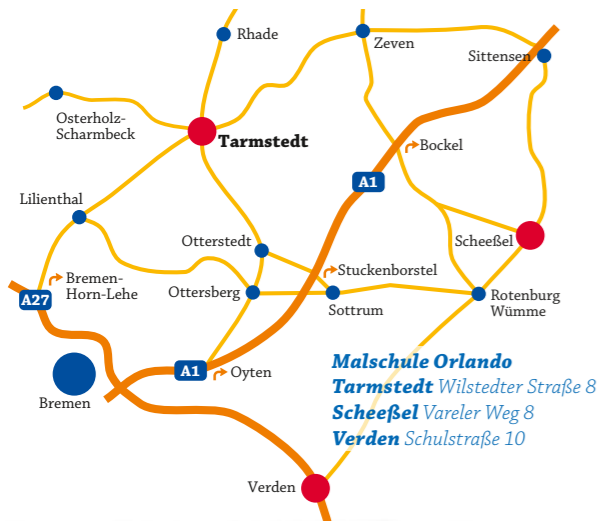 Rhade
Zeven
Sittensen
Osterholz-
Scharmbeck
Tarmstedt
Bockel
A1
Lilienthal
Otterstedt
Scheeßel
Bremen-
Horn-Lehe
Stuckenborstel
A27
Ottersberg
Sottrum
Rotenburg
Wümme
A1
Oyten
Bremen
Malschule Orlando
Tarmstedt Wilstedter Straße 8
Scheeßel Vareler Weg 8
Verden Schulstraße 10
Verden